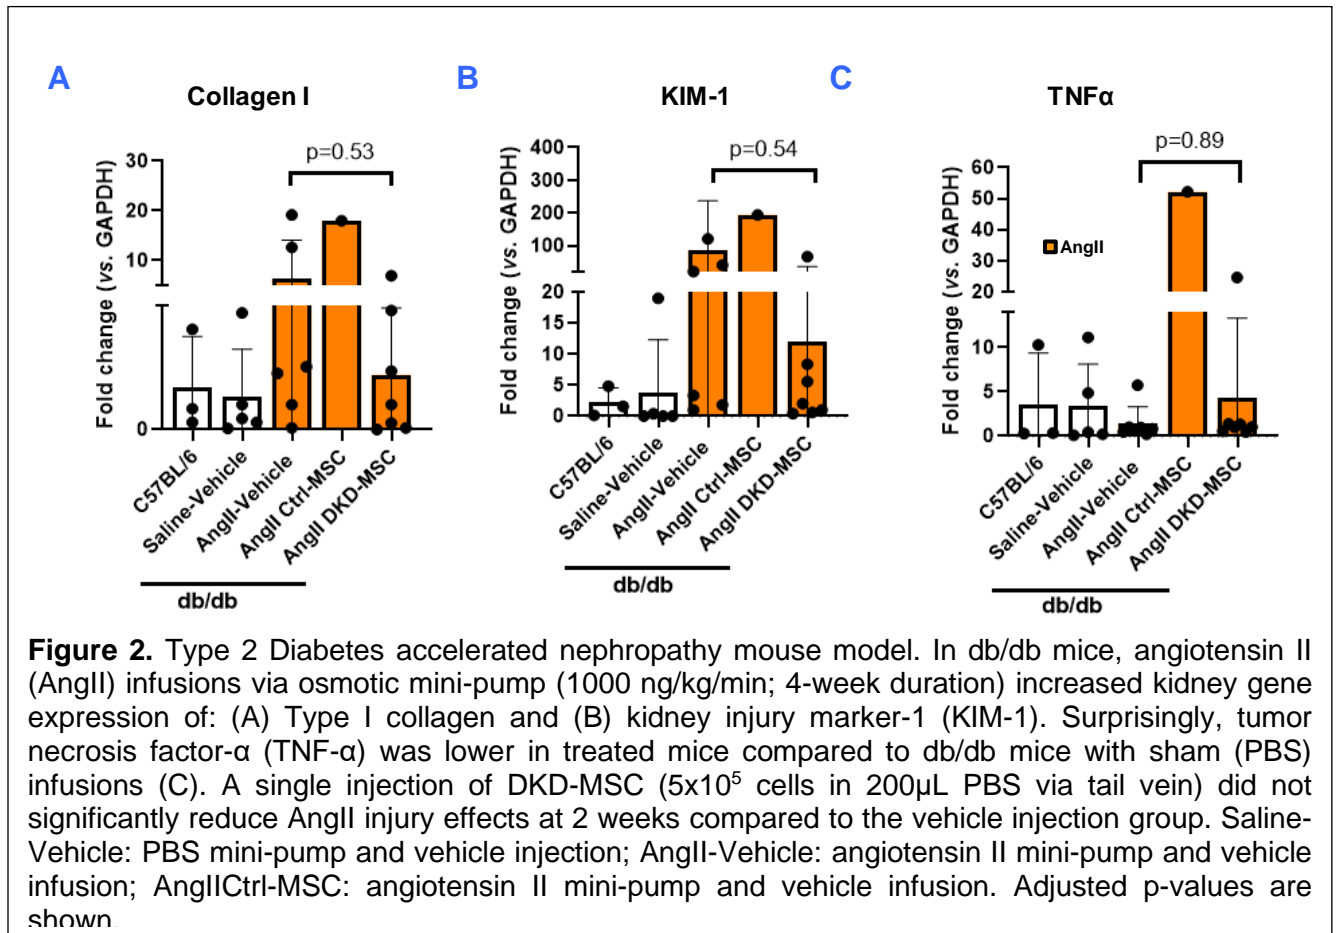 A
Collagen I
Fold change (vs. GAPDH)
30
20
10
0
p=0.53
C57BL/6
Saline-Vehicle
AngII-Vehicle
AngII Ctrl-MSC
AngII DKD-MSC
db/db
B
KIM-1
Fold change (vs. GAPDH)
400
300
200
100
20
15
10
5
0
p=0.54
C57BL/6
Saline-Vehicle
AngII-Vehicle
AngII Ctrl-MSC
AngII DKD-MSC
db/db
C
TNFα
Fold change (vs. GAPDH)
60
50
40
30
20
10
5
0
p=0.89
AngII
C57BL/6
Saline-Vehicle
AngII-Vehicle
AngII Ctrl-MSC
AngII DKD-MSC
db/db
Figure 2. Type 2 Diabetes accelerated nephropathy mouse model. In db/db mice, angiotensin II
(AngII) infusions via osmotic mini-pump (1000 ng/kg/min; 4-week duration) increased kidney gene
expression of: (A) Type I collagen and (B) kidney injury marker-1 (KIM-1). Surprisingly, tumor
necrosis factor-α (TNF-α) was lower in treated mice compared to db/db mice with sham (PBS)
infusions (C). A single injection of DKD-MSC (5x10⁵ cells in 200µL PBS via tail vein) did not
significantly reduce AngII injury effects at 2 weeks compared to the vehicle injection group. Saline-
Vehicle: PBS mini-pump and vehicle injection; AngII-Vehicle: angiotensin II mini-pump and vehicle
infusion; AngIICtrl-MSC: angiotensin II mini-pump and vehicle infusion. Adjusted p-values are
shown.